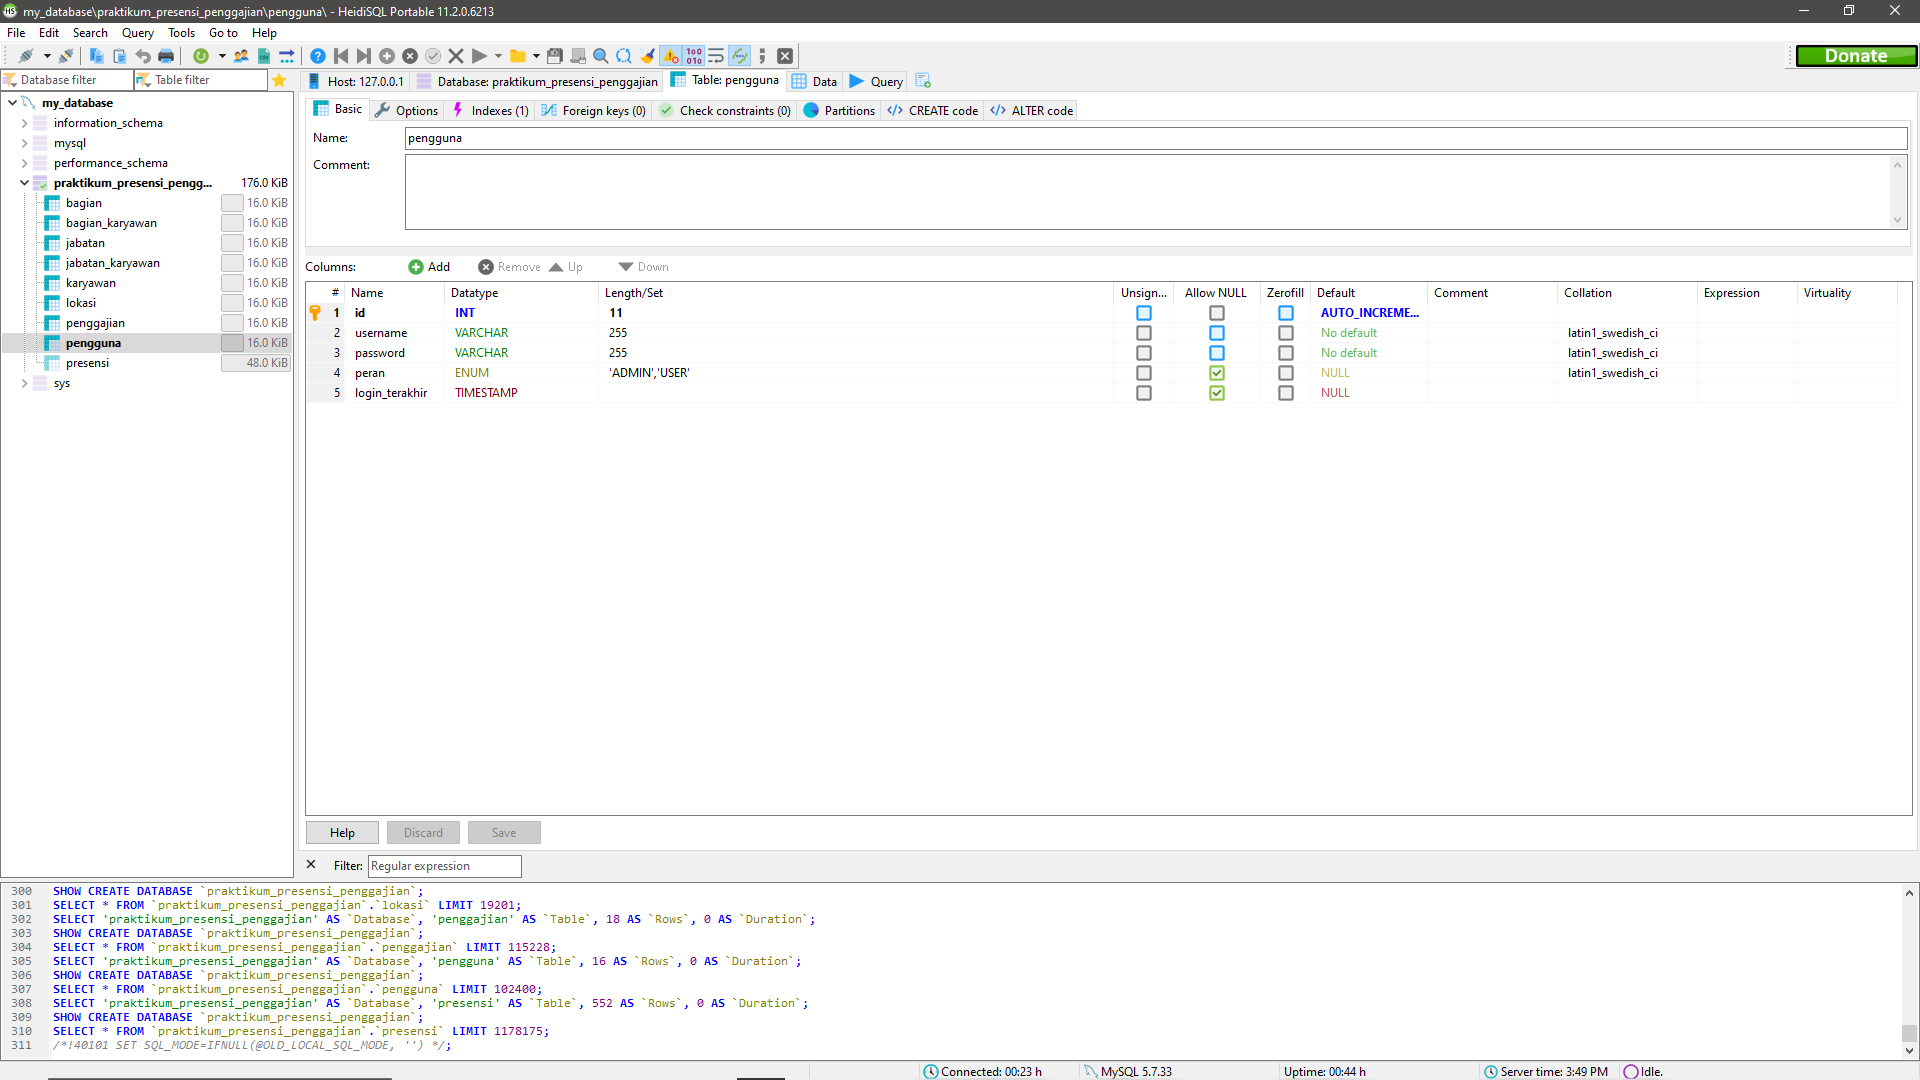 my_database\praktikum_presensi_penggajian\pengguna\ - HeidiSQL Portable 11.2.0.6213
File Edit Search Query Tools Go to Help
Donate
Database filter Table filter
Host: 127.0.0.1 Database: praktikum_presensi_penggajian Table: pengguna Data Query
my_database
information_schema
mysql
performance_schema
praktikum_presensi_pengg... 176.0 KiB
bagian 16.0 KiB
bagian_karyawan 16.0 KiB
jabatan 16.0 KiB
jabatan_karyawan 16.0 KiB
karyawan 16.0 KiB
lokasi 16.0 KiB
penggajian 16.0 KiB
pengguna 16.0 KiB
presensi 48.0 KiB
sys
Basic Options Indexes (1) Foreign keys (0) Check constraints (0) Partitions CREATE code ALTER code
Name: pengguna
Comment:
Columns: Add Remove Up Down
# Name Datatype Length/Set Unsign... Allow NULL Zerofill Default Comment Collation Expression Virtuality
1 id INT 11 AUTO_INCREME...
2 username VARCHAR 255 No default latin1_swedish_ci
3 password VARCHAR 255 No default latin1_swedish_ci
4 peran ENUM 'ADMIN','USER' NULL latin1_swedish_ci
5 login_terakhir TIMESTAMP NULL
Help Discard Save
Filter: Regular expression
300 SHOW CREATE DATABASE `praktikum_presensi_penggajian`;
301 SELECT * FROM `praktikum_presensi_penggajian`.`lokasi` LIMIT 19201;
302 SELECT 'praktikum_presensi_penggajian' AS `Database`, 'penggajian' AS `Table`, 18 AS `Rows`, 0 AS `Duration`;
303 SHOW CREATE DATABASE `praktikum_presensi_penggajian`;
304 SELECT * FROM `praktikum_presensi_penggajian`.`penggajian` LIMIT 115228;
305 SELECT 'praktikum_presensi_penggajian' AS `Database`, 'pengguna' AS `Table`, 16 AS `Rows`, 0 AS `Duration`;
306 SHOW CREATE DATABASE `praktikum_presensi_penggajian`;
307 SELECT * FROM `praktikum_presensi_penggajian`.`pengguna` LIMIT 102400;
308 SELECT 'praktikum_presensi_penggajian' AS `Database`, 'presensi' AS `Table`, 552 AS `Rows`, 0 AS `Duration`;
309 SHOW CREATE DATABASE `praktikum_presensi_penggajian`;
310 SELECT * FROM `praktikum_presensi_penggajian`.`presensi` LIMIT 1178175;
311 /*!40101 SET SQL_MODE=IFNULL(@OLD_LOCAL_SQL_MODE, '') */;
Connected: 00:23 h MySQL 5.7.33 Uptime: 00:44 h Server time: 3:49 PM Idle.